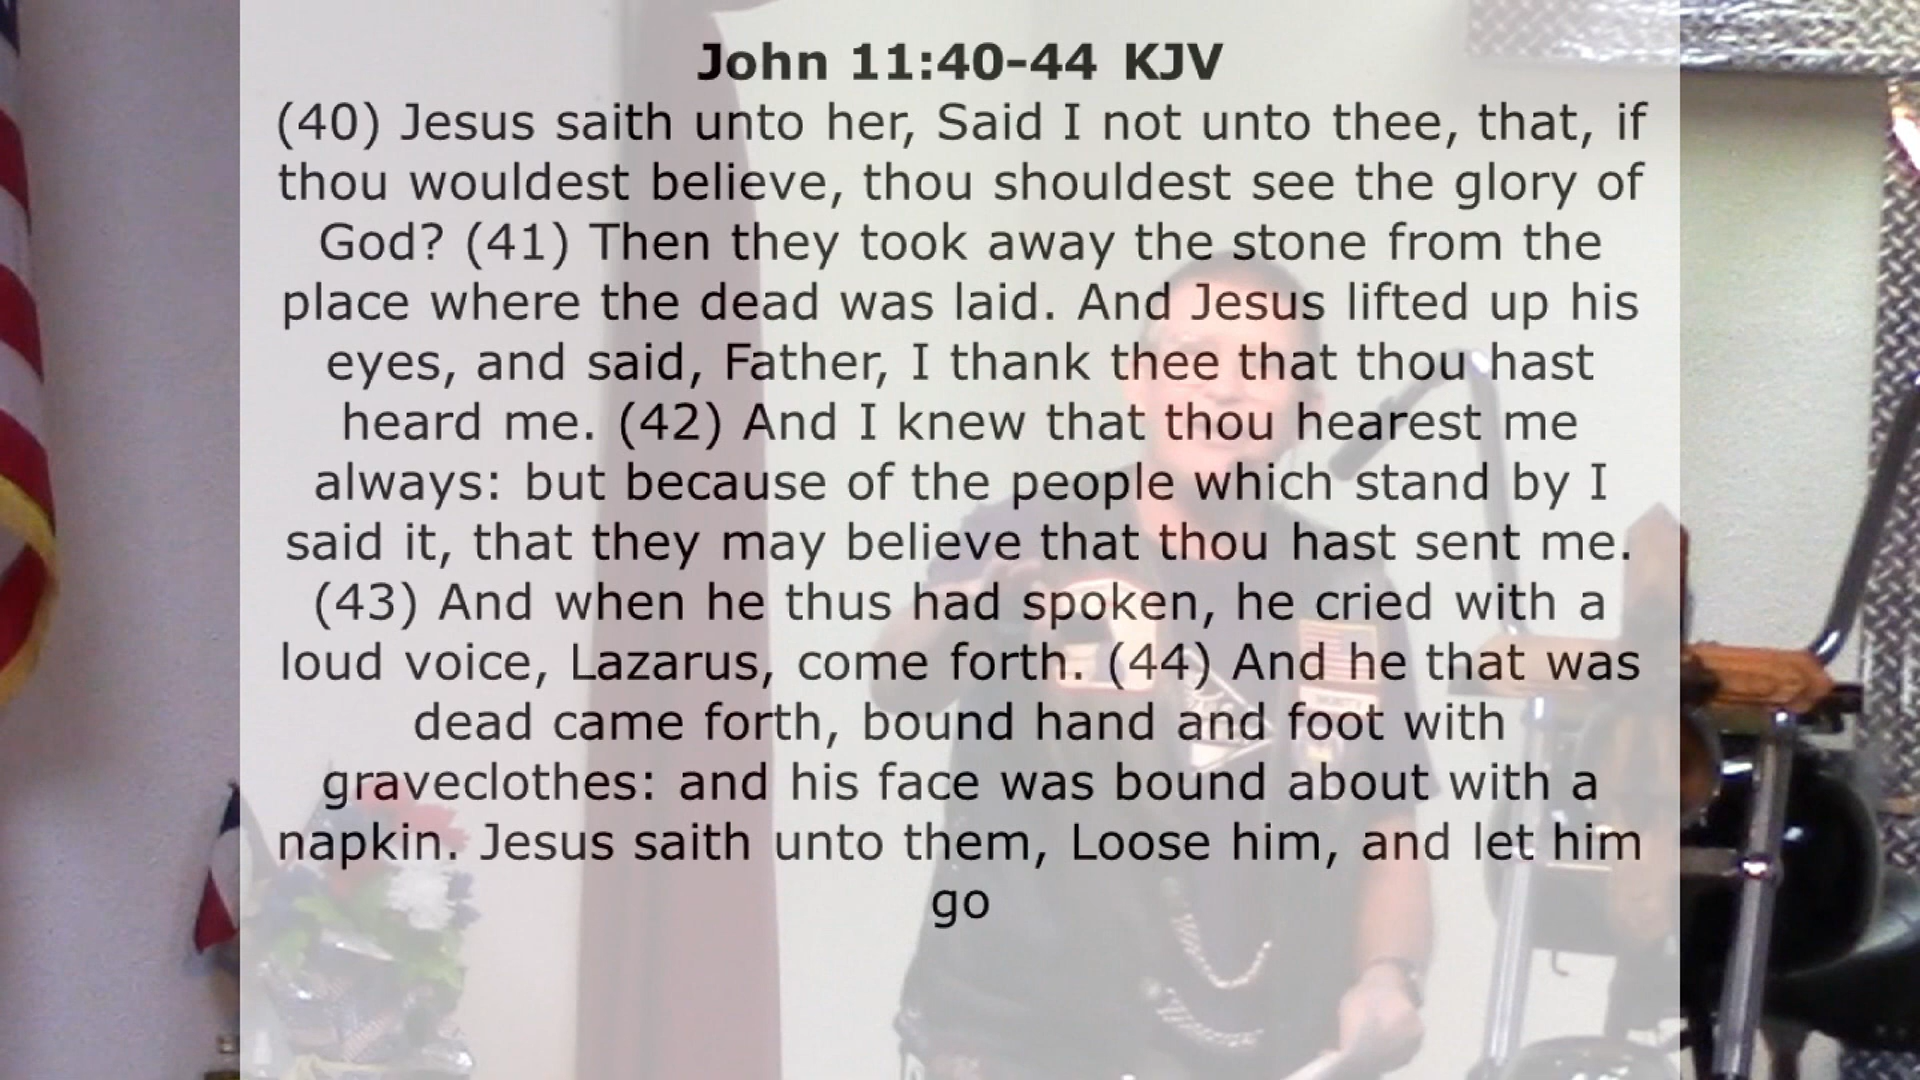 John 11:40-44 KJV
(40) Jesus saith unto her, Said I not unto thee, that, if
thou wouldest believe, thou shouldest see the glory of
God? (41) Then they took away the stone from the
place where the dead was laid. And Jesus lifted up his
eyes, and said, Father, I thank thee that thou hast
heard me. (42) And I knew that thou hearest me
always: but because of the people which stand by I
said it, that they may believe that thou hast sent me.
(43) And when he thus had spoken, he cried with a
loud voice, Lazarus, come forth. (44) And he that was
dead came forth, bound hand and foot with
graveclothes: and his face was bound about with a
napkin. Jesus saith unto them, Loose him, and let him
go